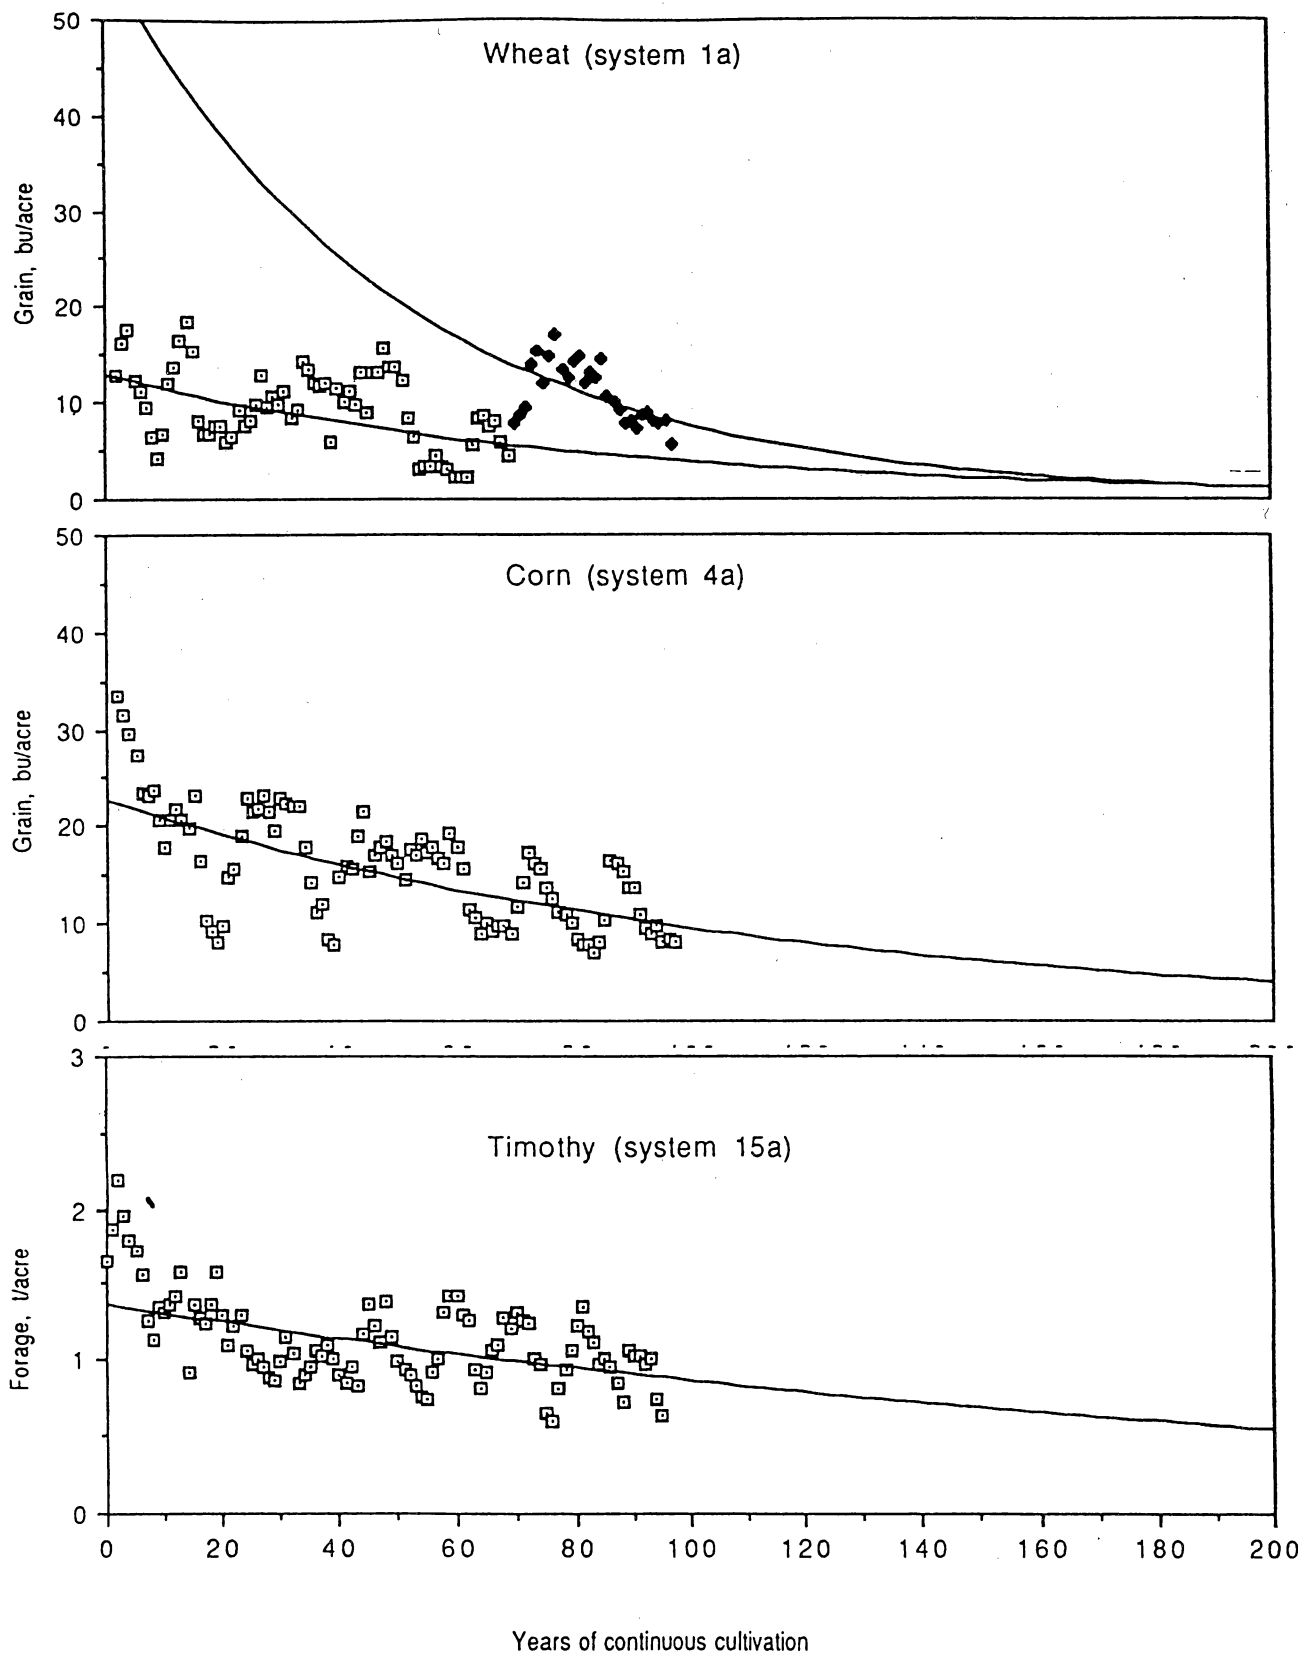 Wheat (system 1a)
50
40
30
20
10
0
Grain, bu/acre
Corn (system 4a)
50
40
30
20
10
0
Grain, bu/acre
Timothy (system 15a)
3
2
1
0
Forage, t/acre
0 20 40 60 80 100 120 140 160 180 200
Years of continuous cultivation